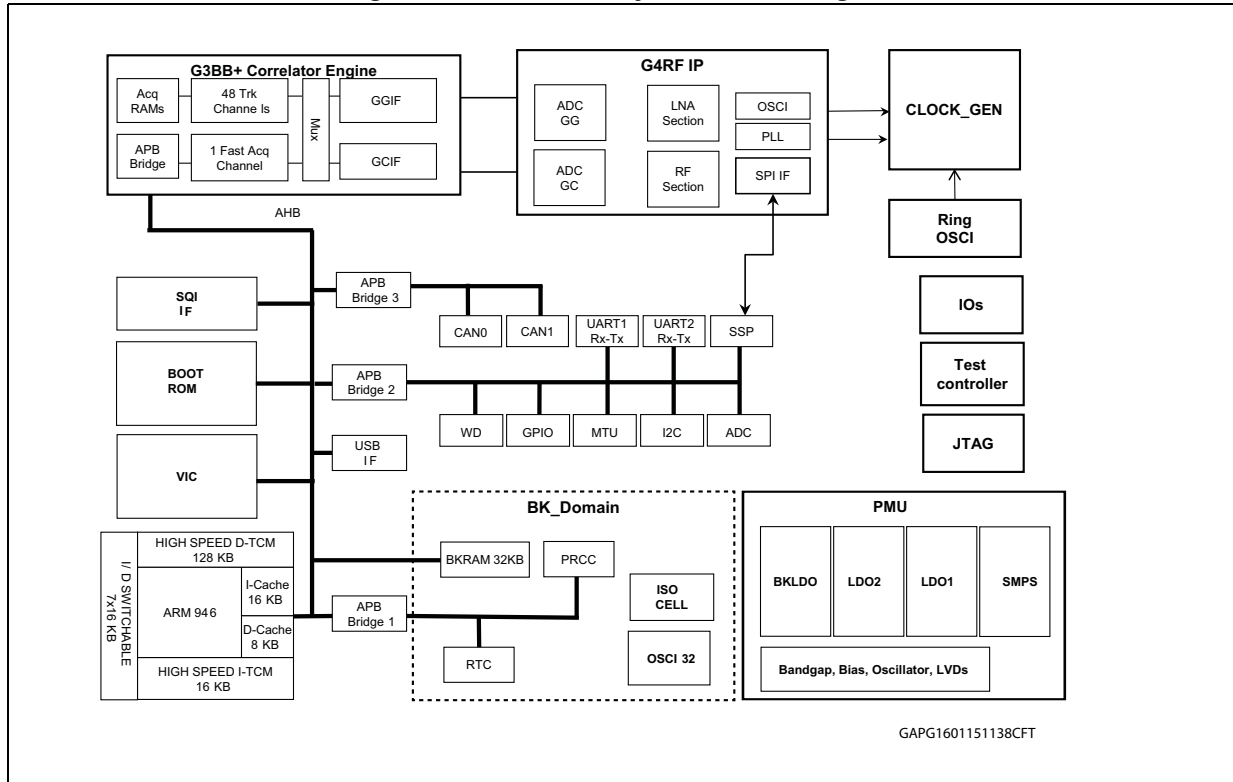 G3BB+ Correlator Engine
Acq
RAMs
48 Trk
Channe ls
Mux
GGIF
APB
Bridge
1 Fast Acq
Channel
GCIF
G4RF IP
ADC
GG
LNA
Section
OSCI
PLL
ADC
GC
RF
Section
SPI IF
CLOCK_GEN
Ring
OSCI
AHB
SQI
IF
APB
Bridge 3
CAN0
CAN1
UART1
Rx-Tx
UART2
Rx-Tx
SSP
IOs
BOOT
ROM
APB
Bridge 2
WD
GPIO
MTU
I2C
ADC
Test
controller
JTAG
VIC
USB
IF
BK_Domain
BKRAM 32KB
PRCC
ISO
CELL
OSCI 32
RTC
PMU
BKLDO
LDO2
LDO1
SMPS
Bandgap, Bias, Oscillator, LVDs
I/ D SWITCHABLE
7x16 KB
HIGH SPEED D-TCM
128 KB
ARM 946
I-Cache
16 KB
D-Cache
8 KB
HIGH SPEED I-TCM
16 KB
APB
Bridge 1
GAPG1601151138CFT